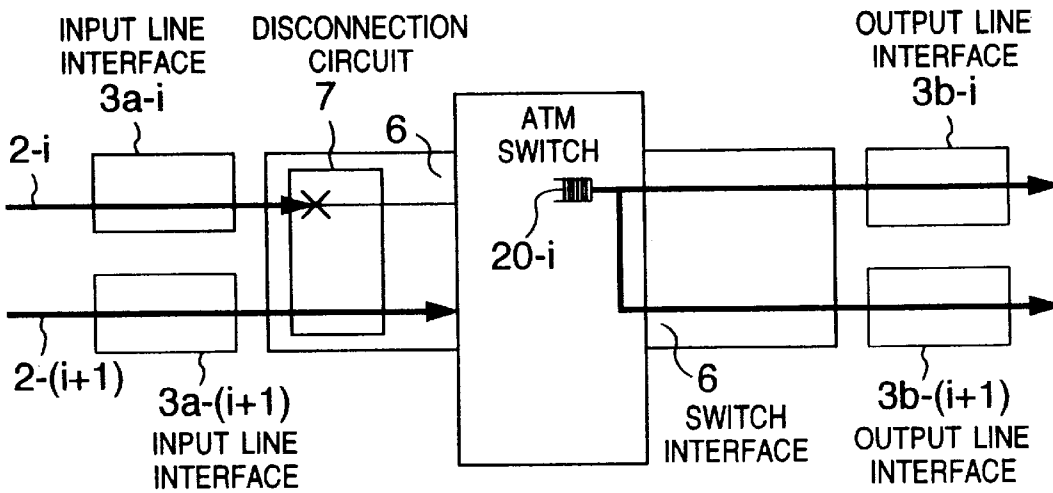 INPUT LINE
INTERFACE
3a-i
DISCONNECTION
CIRCUIT
7
6
ATM
SWITCH
OUTPUT LINE
INTERFACE
3b-i
2-i
20-i
2-(i+1)
3a-(i+1)
INPUT LINE
INTERFACE
6
SWITCH
INTERFACE
3b-(i+1)
OUTPUT LINE
INTERFACE